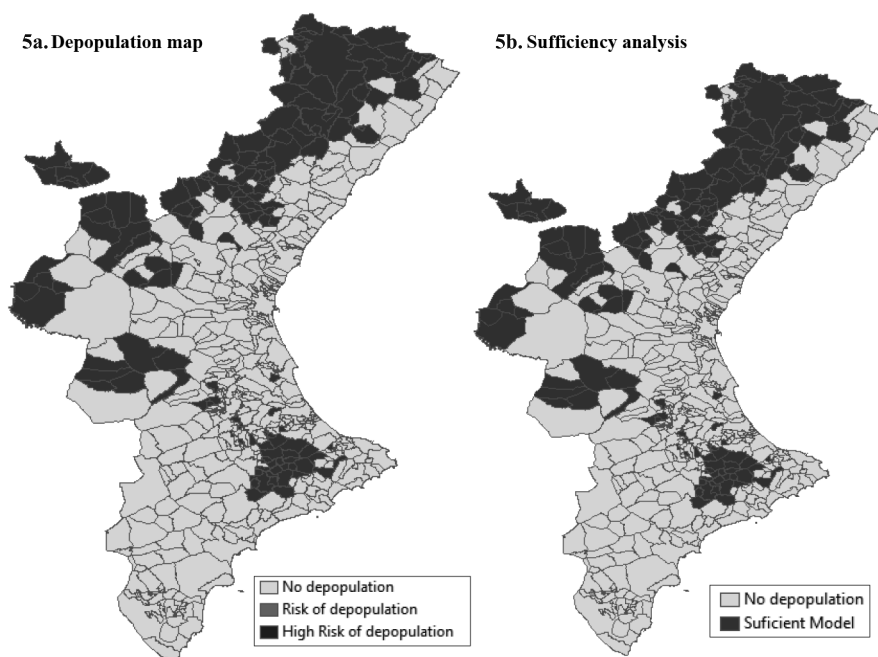 5a. Depopulation map
5b. Sufficiency analysis
No depopulation
Risk of depopulation
High Risk of depopulation
No depopulation
Suficient Model